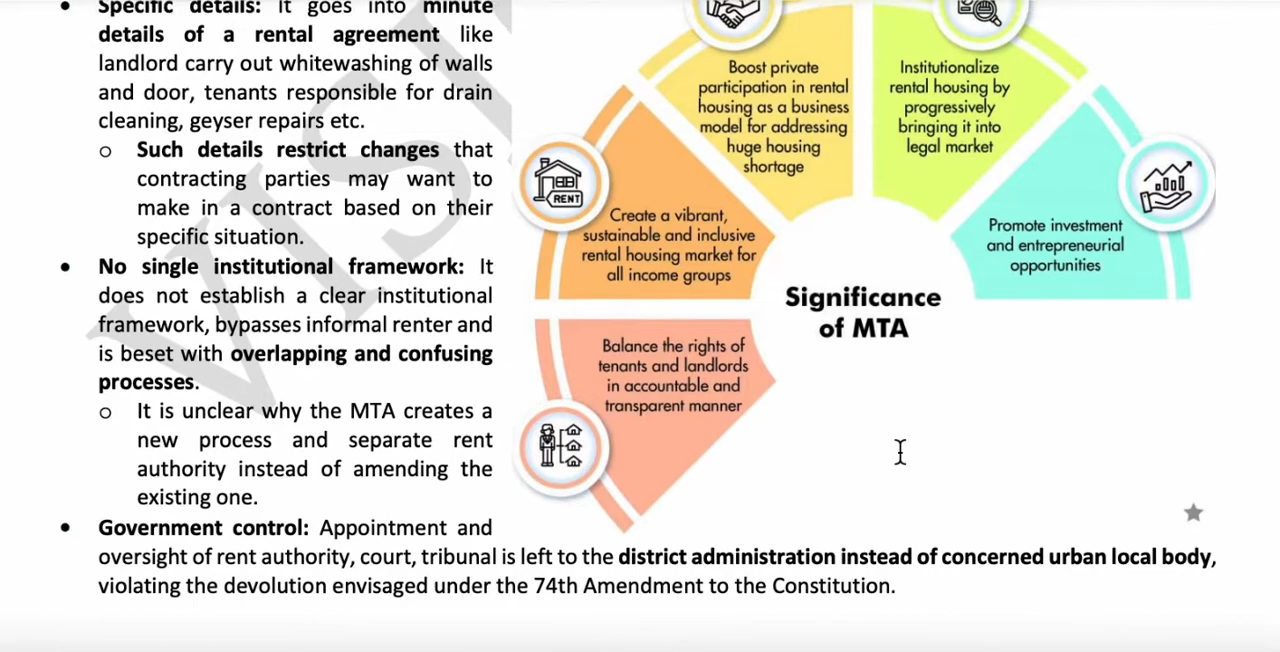 • Specific details: It goes into minute
details of a rental agreement like
landlord carry out whitewashing of walls
and door, tenants responsible for drain
cleaning, geyser repairs etc.
o Such details restrict changes that
contracting parties may want to
make in a contract based on their
specific situation.
• No single institutional framework: It
does not establish a clear institutional
framework, bypasses informal renter and
is beset with overlapping and confusing
processes.
o It is unclear why the MTA creates a
new process and separate rent
authority instead of amending the
existing one.
• Government control: Appointment and
oversight of rent authority, court, tribunal is left to the district administration instead of concerned urban local body,
violating the devolution envisaged under the 74th Amendment to the Constitution.
Significance
of MTA
Balance the rights of
tenants and landlords
in accountable and
transparent manner
RENT
Create a vibrant,
sustainable and inclusive
rental housing market for
all income groups
Boost private
participation in rental
housing as a business
model for addressing
huge housing
shortage
Institutionalize
rental housing by
progressively
bringing it into
legal market
Promote investment
and entrepreneurial
opportunities
VISI